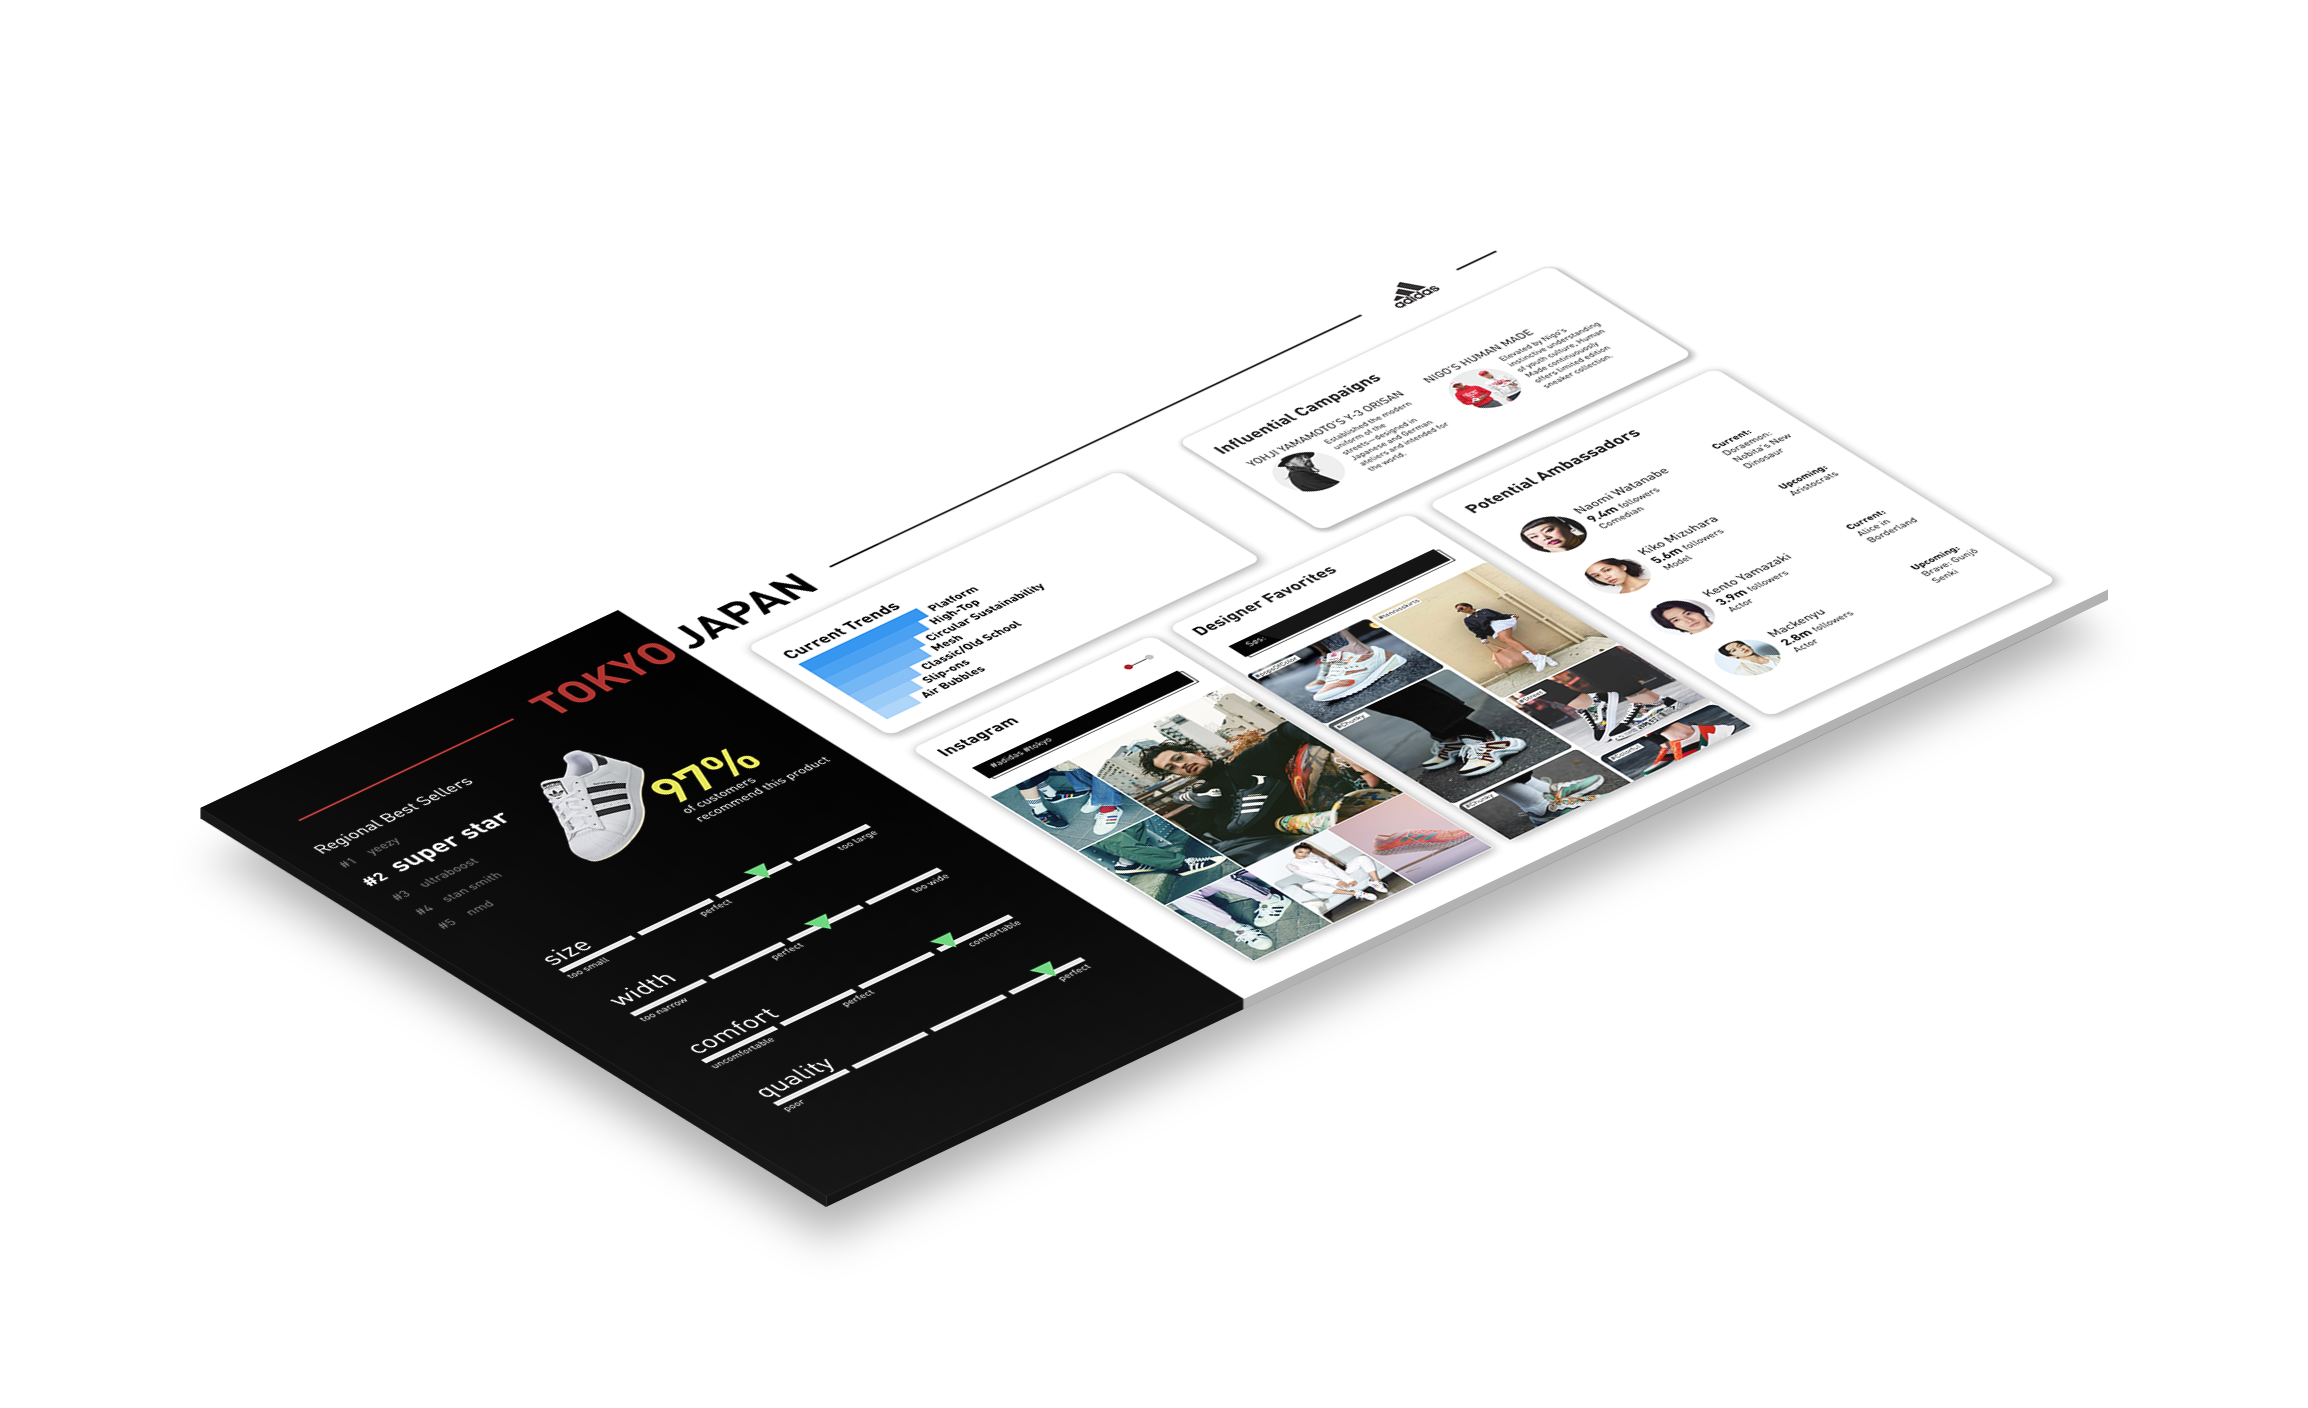 TOKYO JAPAN
adidas
Regional Best Sellers
#1 yeezy
#2 super star
#3 ultraboost
#4 stan smith
#5 nmd
97%
of customers
recommend this product
size
too small
perfect
too large
width
too narrow
perfect
too wide
comfort
uncomfortable
perfect
comfortable
quality
poor
perfect
Current Trends
Platform
High-Top
Circular Sustainability
Mesh
Classic/Old School
Slip-ons
Air Bubbles
Influential Campaigns
YOHJI YAMAMOTO'S Y-3 ORISAN
Established the modern
uniform of the
streets—designed in
Japanese and German
ateliers and intended for
the world.
NIGO'S HUMAN MADE
Elevated by Nigo's
instinctive understanding
of youth culture, Human
Made continuously
offers limited edition
sneaker collection.
Instagram
#adidas #tokyo
Designer Favorites
#Chunky
#Chunky
#Colorful
Potential Ambassadors
Naomi Watanabe
9.4m followers
Comedian
Current:
Doraemon:
Nobita's New
Dinosaur
Kiko Mizuhara
5.6m followers
Model
Upcoming:
Aristocrats
Kento Yamazaki
3.9m followers
Actor
Current:
Alice in
Borderland
Mackenyu
2.8m followers
Actor
Upcoming:
Brave: Gunjō
Senki